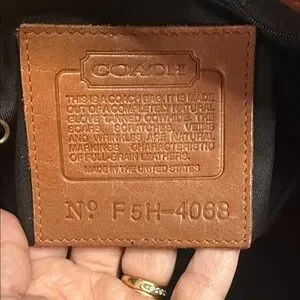 COACH
THIS IS A COACH BAG. IT WAS MADE
OUT OF A COMPLETELY NATURAL
GLOVE TANNED COWHIDE. THE
SCARS, SCRATCHES, VEINS
AND WRINKLES ARE NATURAL
MARKINGS CHARACTERISTIC
OF FULL GRAIN LEATHERS.
MADE IN THE UNITED STATES
Nº F5H-4068